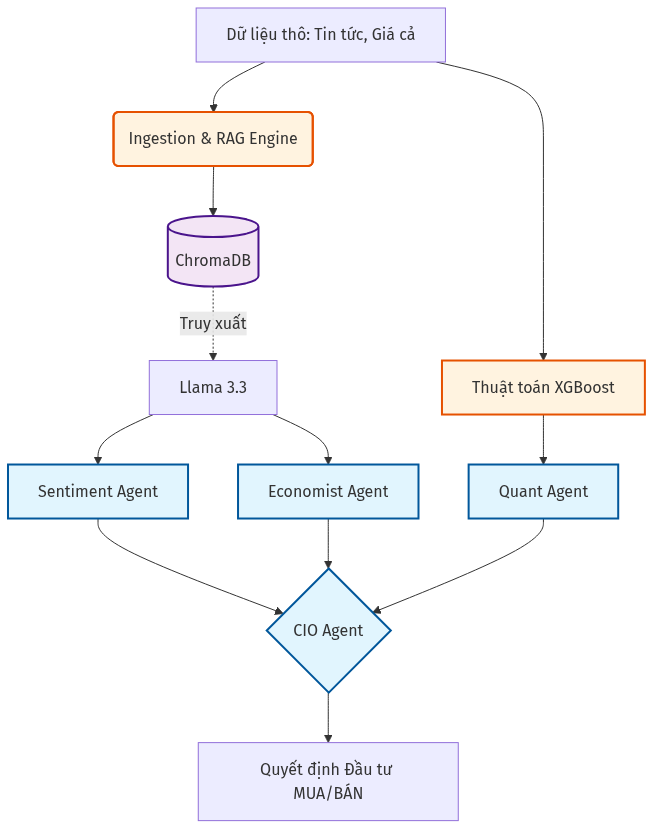 Dữ liệu thô: Tin tức, Giá cả
Ingestion & RAG Engine
ChromaDB
Truy xuất
Llama 3.3
Thuật toán XGBoost
Sentiment Agent
Economist Agent
Quant Agent
CIO Agent
Quyết định Đầu tư
MUA/BÁN